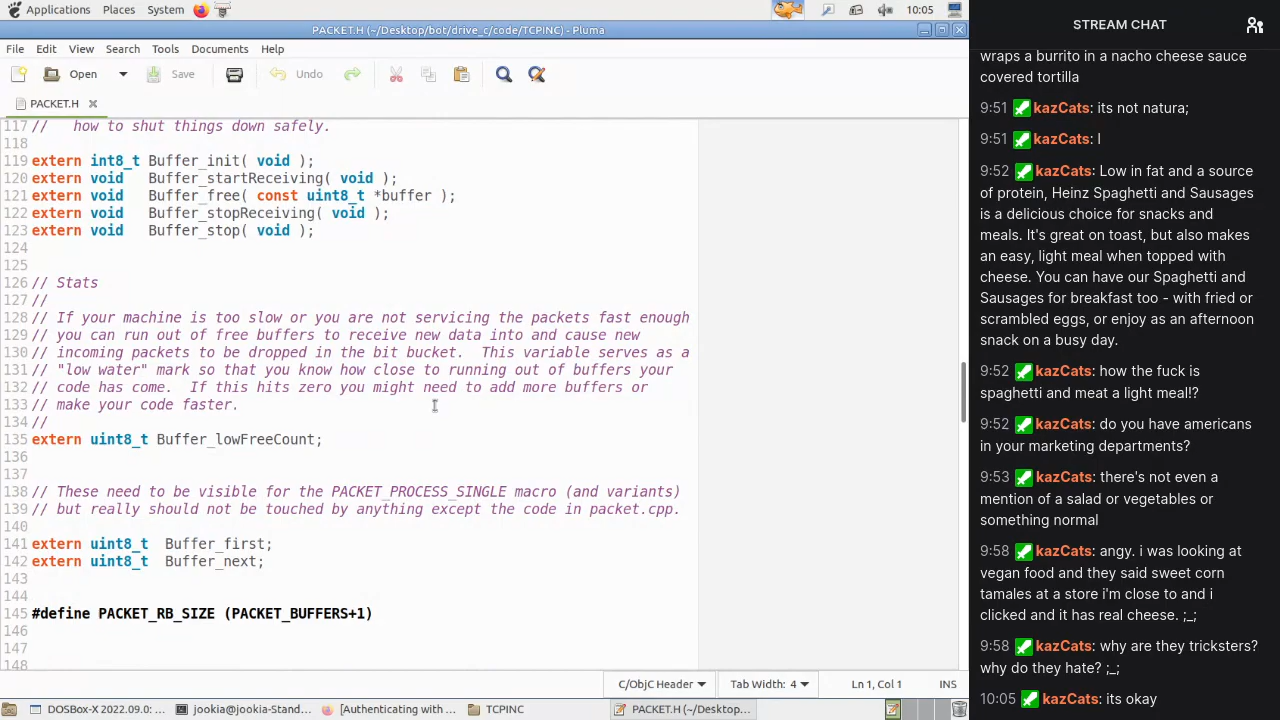 Applications Places System 10:05
PACKET.H (~/Desktop/bot/drive_c/code/TCPINC) - Pluma
File Edit View Search Tools Documents Help
Open Save Undo
PACKET.H
117 //   how to shut things down safely.
118
119 extern int8_t Buffer_init( void );
120 extern void   Buffer_startReceiving( void );
121 extern void   Buffer_free( const uint8_t *buffer );
122 extern void   Buffer_stopReceiving( void );
123 extern void   Buffer_stop( void );
124
125
126 // Stats
127 //
128 // If your machine is too slow or you are not servicing the packets fast enough
129 // you can run out of free buffers to receive new data into and cause new
130 // incoming packets to be dropped in the bit bucket.  This variable serves as a
131 // "low water" mark so that you know how close to running out of buffers your
132 // code has come.  If this hits zero you might need to add more buffers or
133 // make your code faster.
134 //
135 extern uint8_t Buffer_lowFreeCount;
136
137
138 // These need to be visible for the PACKET_PROCESS_SINGLE macro (and variants)
139 // but really should not be touched by anything except the code in packet.cpp.
140
141 extern uint8_t  Buffer_first;
142 extern uint8_t  Buffer_next;
143
144
145 #define PACKET_RB_SIZE (PACKET_BUFFERS+1)
146
147
148
C/ObjC Header Tab Width: 4 Ln 1, Col 1 INS
DOSBox-X 2022.09.0: ... jookia@jookia-Stand... [Authenticating with ... TCPINC PACKET.H (~/Desktop...
STREAM CHAT
wraps a burrito in a nacho cheese sauce
covered tortilla
9:51 kazCats: its not natura;
9:51 kazCats: l
9:52 kazCats: Low in fat and a source
of protein, Heinz Spaghetti and Sausages
is a delicious choice for snacks and
meals. It's great on toast, but also makes
an easy, light meal when topped with
cheese. You can have our Spaghetti and
Sausages for breakfast too - with fried or
scrambled eggs, or enjoy as an afternoon
snack on a busy day.
9:52 kazCats: how the fuck is
spaghetti and meat a light meal!?
9:52 kazCats: do you have americans
in your marketing departments?
9:53 kazCats: there's not even a
mention of a salad or vegetables or
something normal
9:58 kazCats: angy. i was looking at
vegan food and they said sweet corn
tamales at a store i'm close to and i
clicked and it has real cheese. ;_;
9:58 kazCats: why are they tricksters?
why do they hate? ;_;
10:05 kazCats: its okay